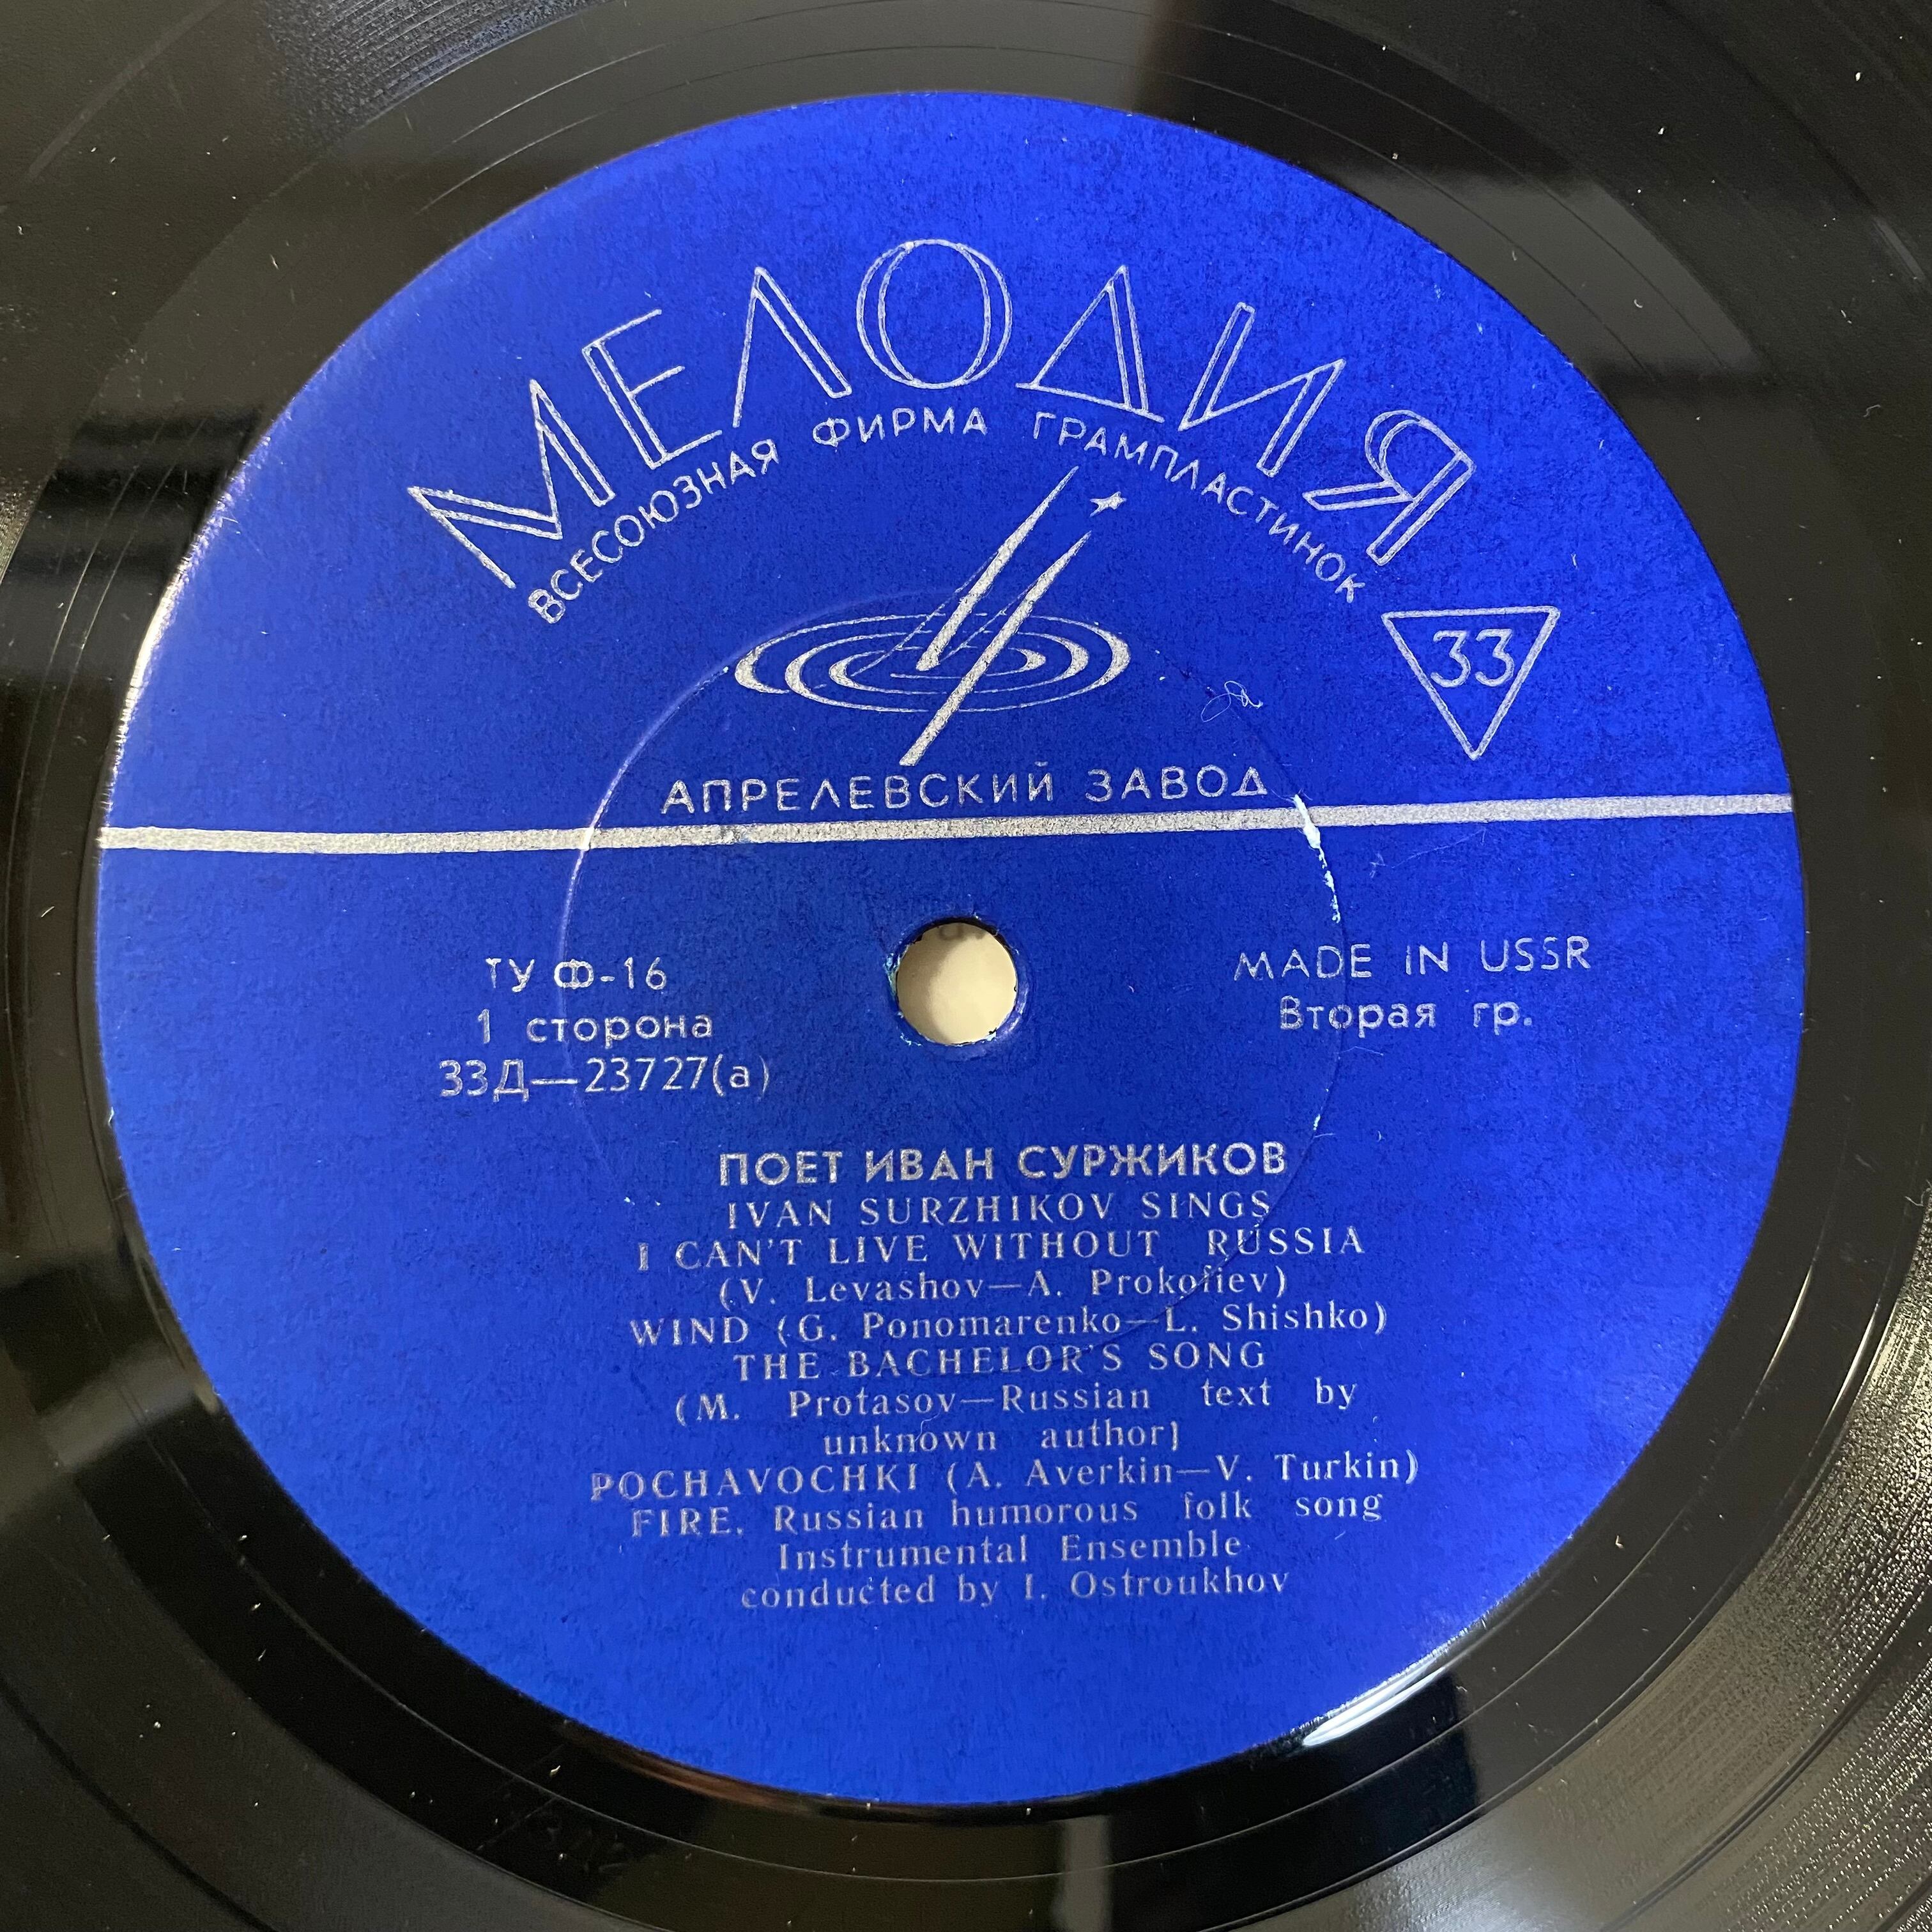 МЕЛОДИЯ
ВСЕСОЮЗНАЯ ФИРМА ГРАМПЛАСТИНОК
33
АПРЕЛЕВСКИЙ ЗАВОД
ТУ Ф-16
1 сторона
33Д—23727(а)
MADE IN USSR
Вторая гр.
ПОЕТ ИВАН СУРЖИКОВ
IVAN SURZHIKOV SINGS
I CAN'T LIVE WITHOUT RUSSIA
(V. Levashov—A. Prokofiev)
WIND (G. Ponomarenko—L. Shishko)
THE BACHELOR'S SONG
(M. Protasov—Russian text by
unknown author)
POCHAVOCHKI (A. Averkin—V. Turkin)
FIRE. Russian humorous folk song
Instrumental Ensemble
conducted by I. Ostroukhov